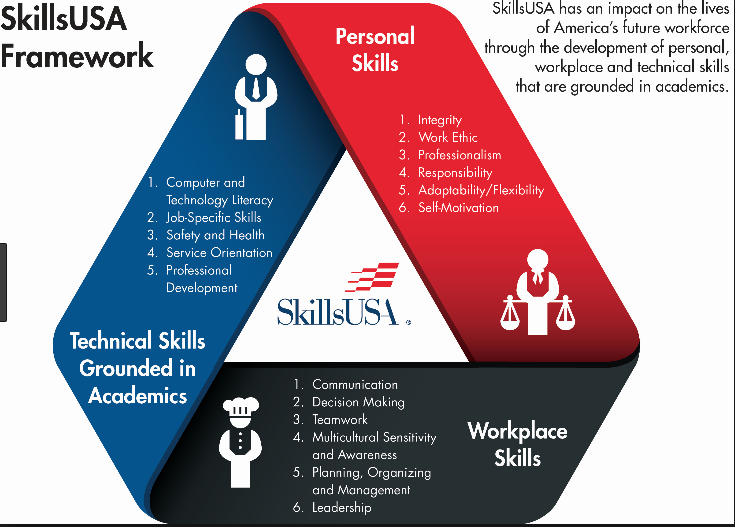 SkillsUSA
Framework
SkillsUSA has an impact on the lives
of America's future workforce
through the development of personal,
workplace and technical skills
that are grounded in academics.
Personal
Skills
1. Integrity
2. Work Ethic
3. Professionalism
4. Responsibility
5. Adaptability/Flexibility
6. Self-Motivation
1. Computer and
Technology Literacy
2. Job-Specific Skills
3. Safety and Health
4. Service Orientation
5. Professional
Development
SkillsUSA®
Technical Skills
Grounded in
Academics
1. Communication
2. Decision Making
3. Teamwork
4. Multicultural Sensitivity
and Awareness
5. Planning, Organizing
and Management
6. Leadership
Workplace
Skills